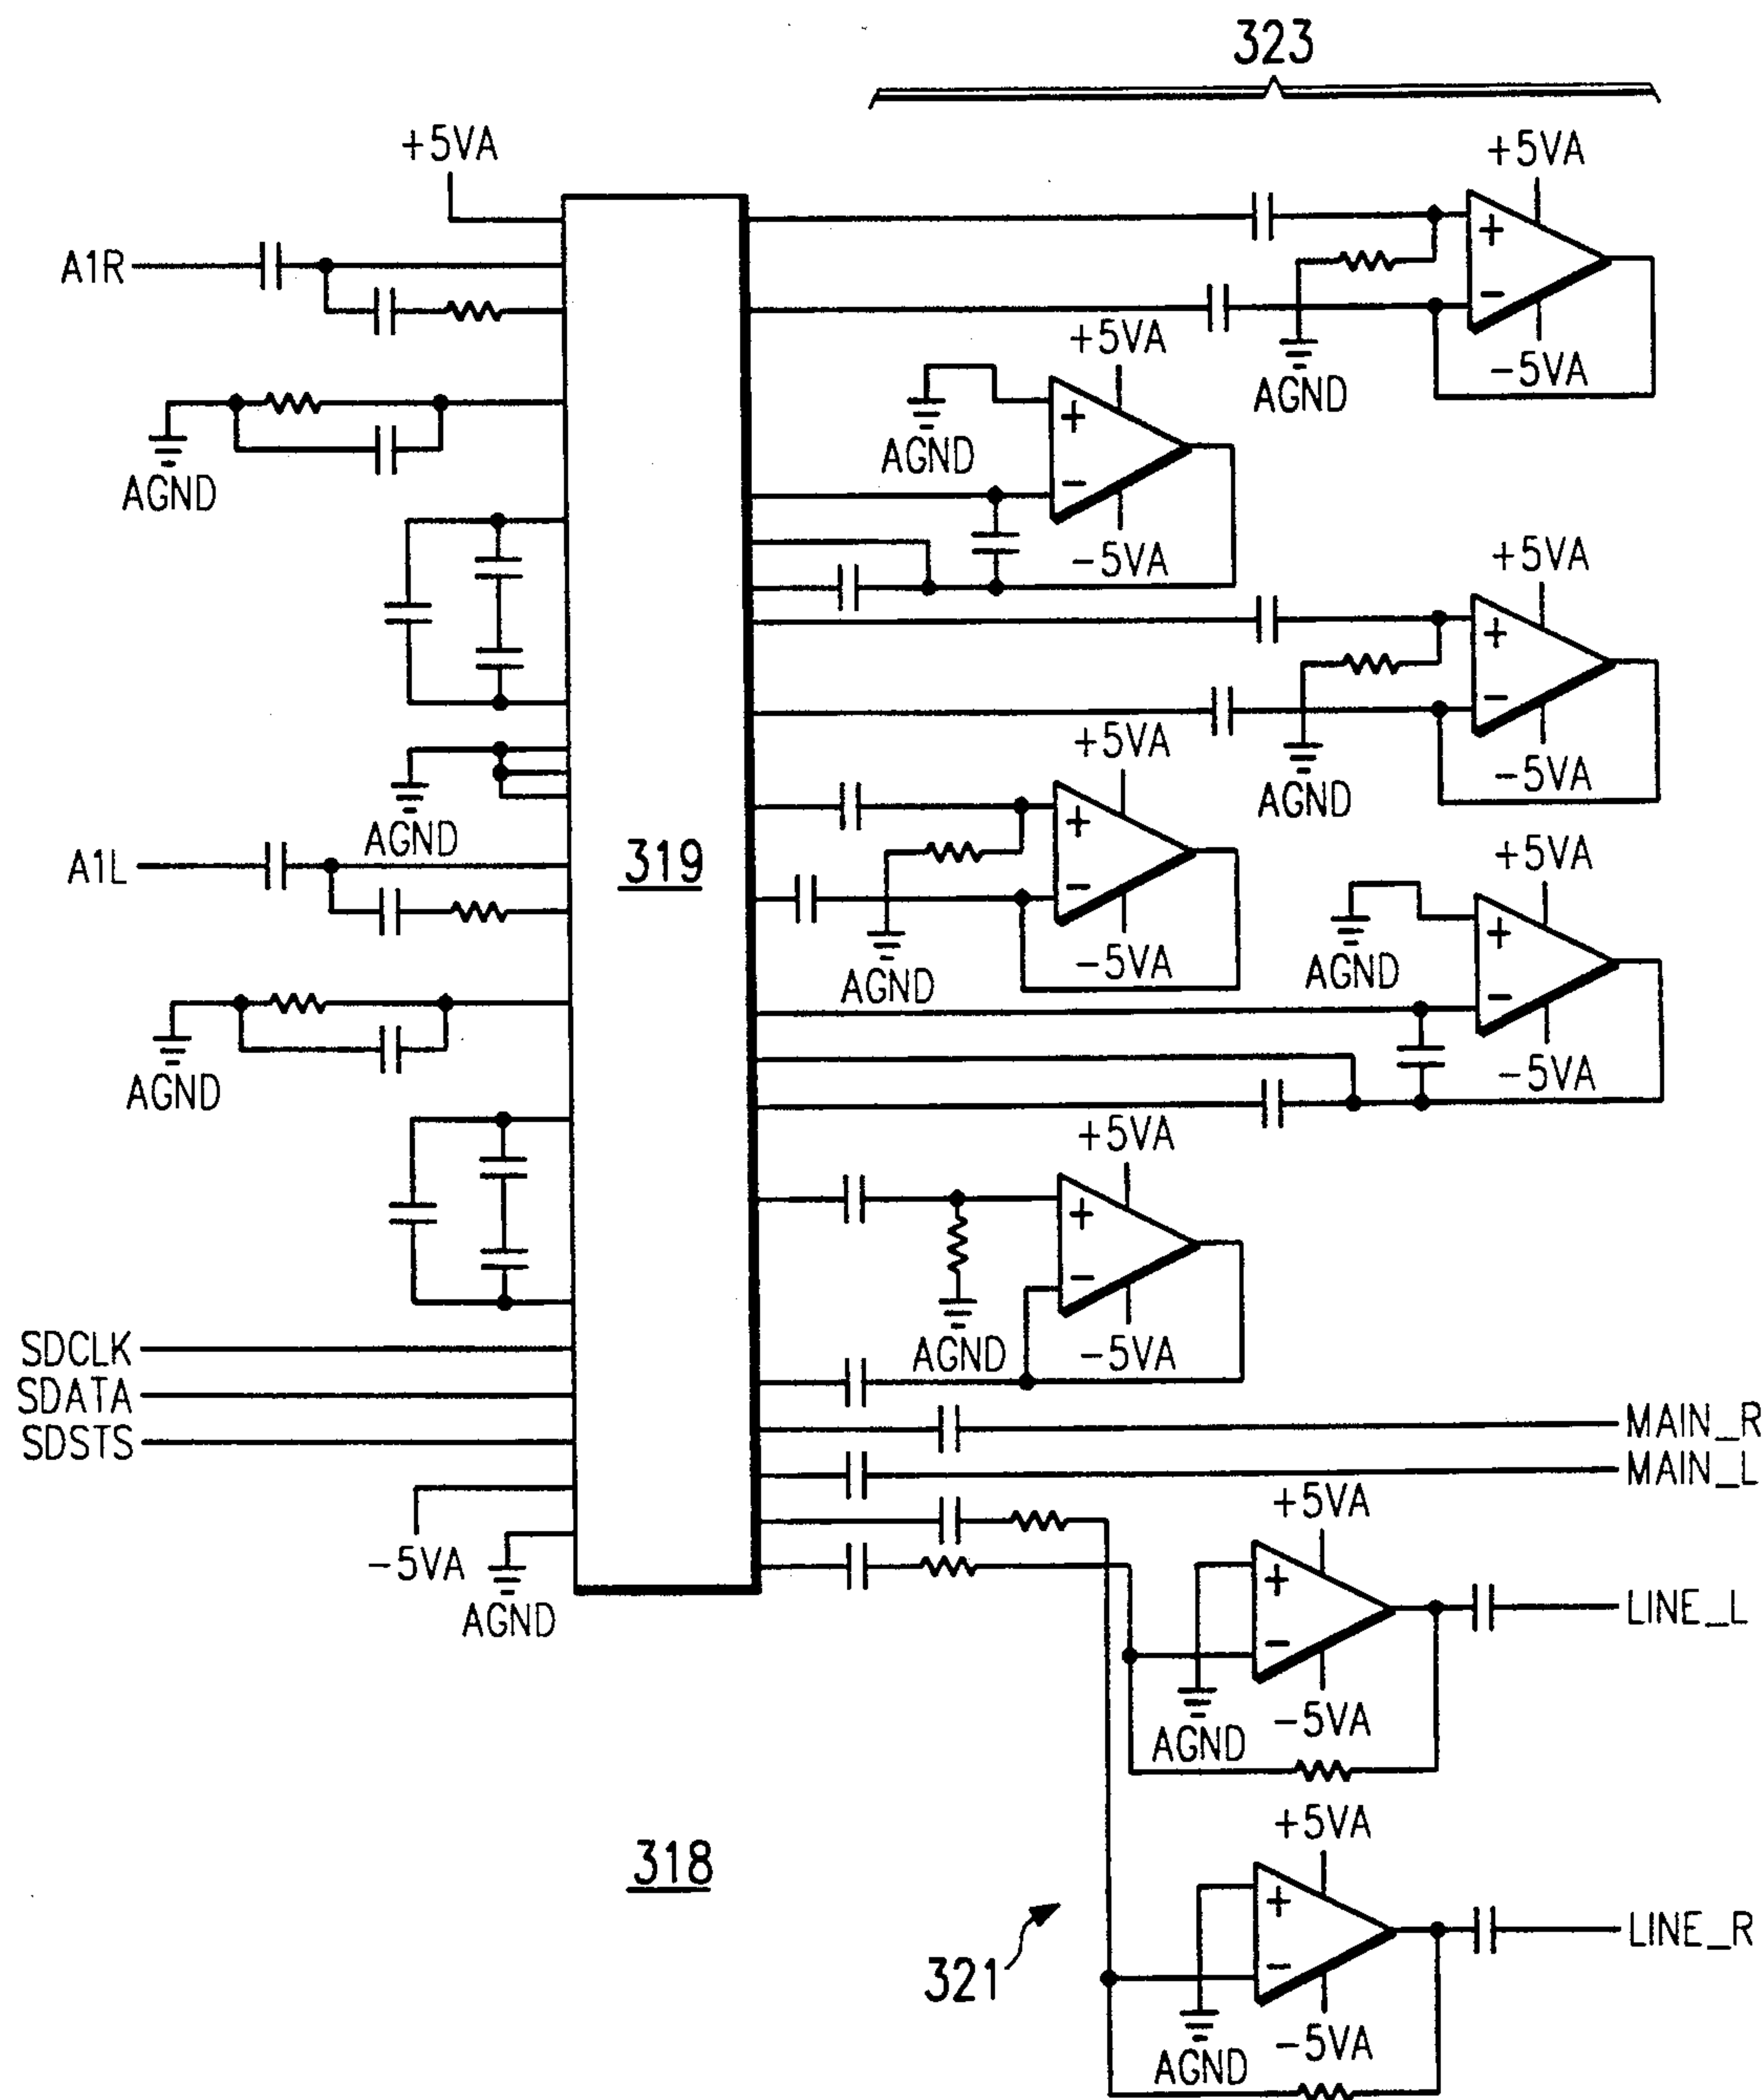 323
+5VA
+5VA
A1R
+
−
+5VA
−5VA
AGND
AGND
+
AGND
−
−5VA
+5VA
+
−
+5VA
−5VA
AGND
AGND
+
A1L
319
+5VA
−
−5VA
AGND
+
AGND
−
−5VA
AGND
+5VA
+
−
SDCLK
AGND
−5VA
SDATA
SDSTS
MAIN_R
MAIN_L
+5VA
−5VA
AGND
+
LINE_L
−
−5VA
AGND
+5VA
318
+
LINE_R
321
−
−5VA
AGND